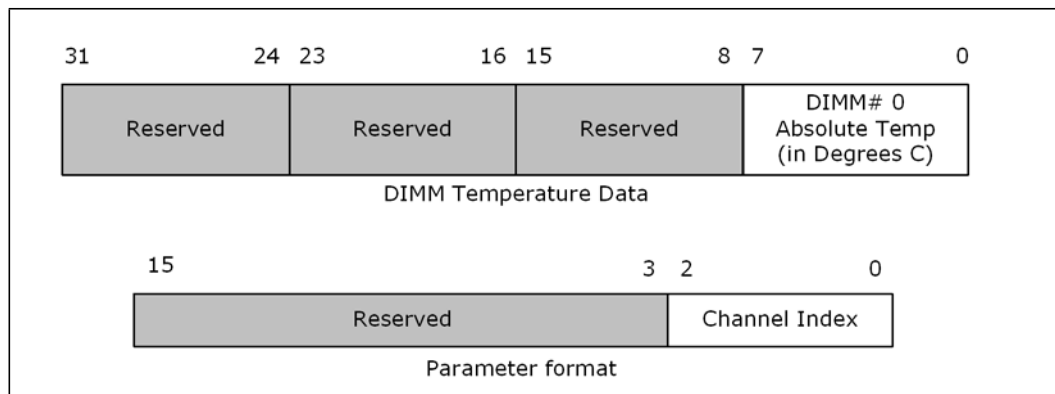 31 24 23 16 15 8 7 0
Reserved Reserved Reserved DIMM# 0
Absolute Temp
(in Degrees C)
DIMM Temperature Data
15 3 2 0
Reserved Channel Index
Parameter format